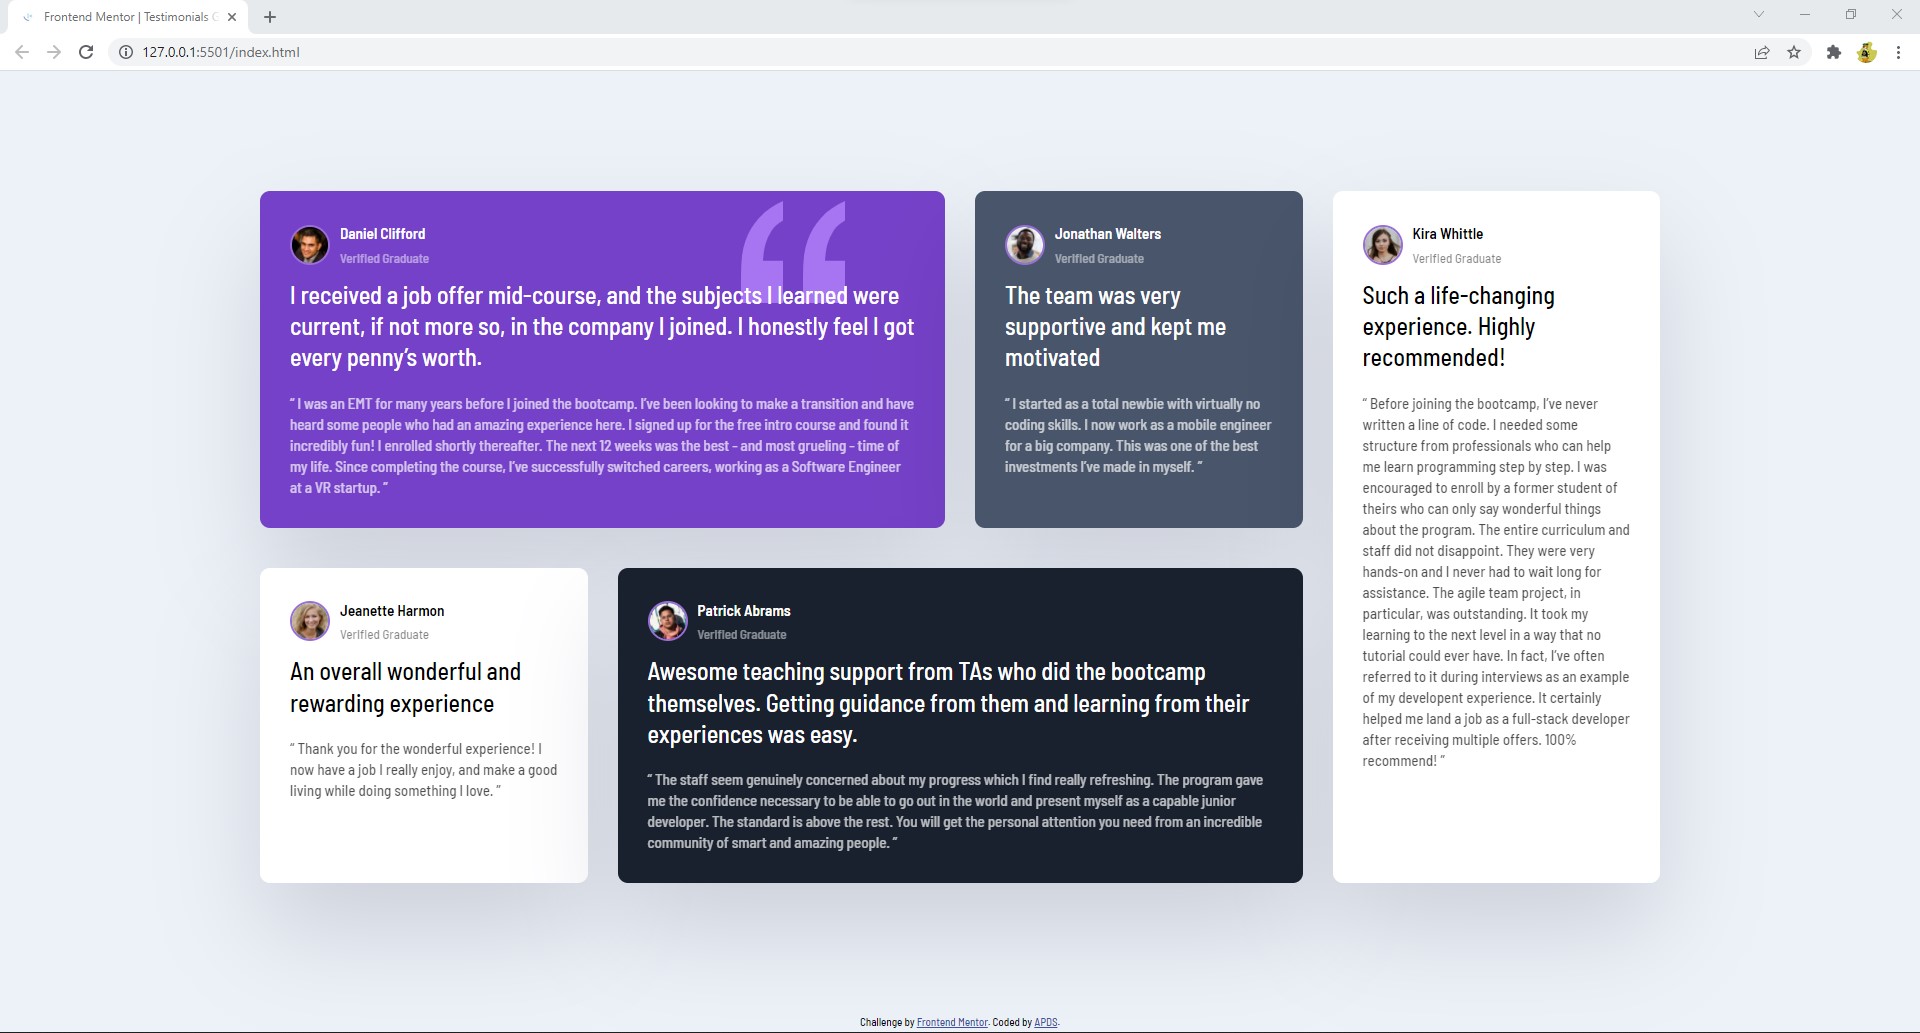 Frontend Mentor | Testimonials G
127.0.0.1:5501/index.html
Daniel Clifford
Verified Graduate
I received a job offer mid-course, and the subjects I learned were
current, if not more so, in the company I joined. I honestly feel I got
every penny’s worth.
“ I was an EMT for many years before I joined the bootcamp. I’ve been looking to make a transition and have
heard some people who had an amazing experience here. I signed up for the free intro course and found it
incredibly fun! I enrolled shortly thereafter. The next 12 weeks was the best - and most grueling - time of
my life. Since completing the course, I’ve successfully switched careers, working as a Software Engineer
at a VR startup. ”
Jonathan Walters
Verified Graduate
The team was very
supportive and kept me
motivated
“ I started as a total newbie with virtually no
coding skills. I now work as a mobile engineer
for a big company. This was one of the best
investments I’ve made in myself. ”
Kira Whittle
Verified Graduate
Such a life-changing
experience. Highly
recommended!
“ Before joining the bootcamp, I’ve never
written a line of code. I needed some
structure from professionals who can help
me learn programming step by step. I was
encouraged to enroll by a former student of
theirs who can only say wonderful things
about the program. The entire curriculum and
staff did not disappoint. They were very
hands-on and I never had to wait long for
assistance. The agile team project, in
particular, was outstanding. It took my
learning to the next level in a way that no
tutorial could ever have. In fact, I’ve often
referred to it during interviews as an example
of my developent experience. It certainly
helped me land a job as a full-stack developer
after receiving multiple offers. 100%
recommend! ”
Jeanette Harmon
Verified Graduate
An overall wonderful and
rewarding experience
“ Thank you for the wonderful experience! I
now have a job I really enjoy, and make a good
living while doing something I love. ”
Patrick Abrams
Verified Graduate
Awesome teaching support from TAs who did the bootcamp
themselves. Getting guidance from them and learning from their
experiences was easy.
“ The staff seem genuinely concerned about my progress which I find really refreshing. The program gave
me the confidence necessary to be able to go out in the world and present myself as a capable junior
developer. The standard is above the rest. You will get the personal attention you need from an incredible
community of smart and amazing people. ”
Challenge by Frontend Mentor. Coded by APDS.